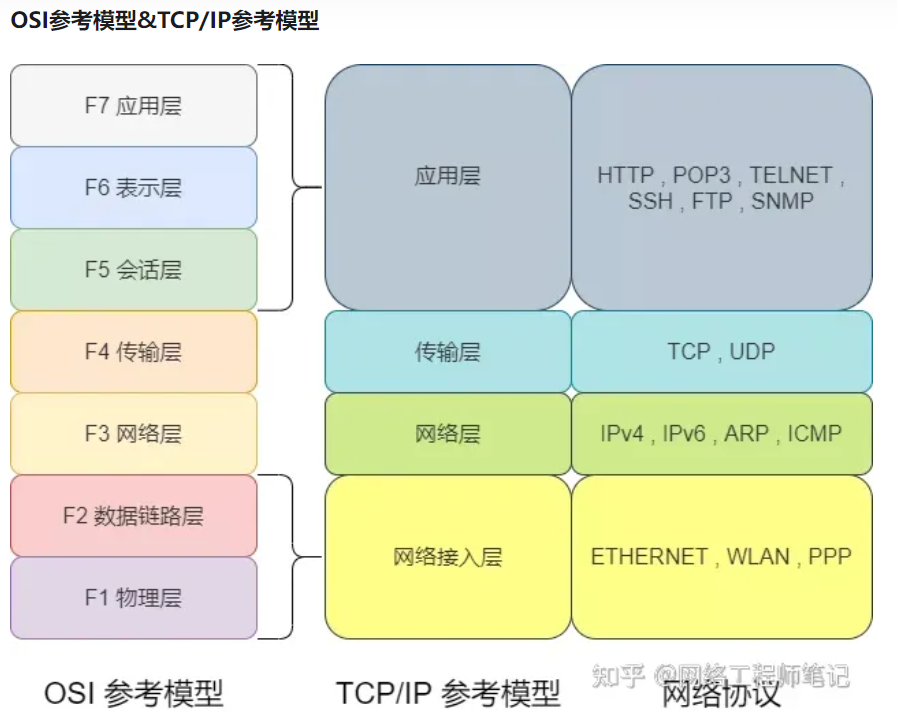 OSI参考模型&TCP/IP参考模型
F7 应用层
F6 表示层
F5 会话层
F4 传输层
F3 网络层
F2 数据链路层
F1 物理层
应用层
传输层
网络层
网络接入层
HTTP , POP3 , TELNET ,
SSH , FTP , SNMP
TCP , UDP
IPv4 , IPv6 , ARP , ICMP
ETHERNET , WLAN , PPP
OSI 参考模型
TCP/IP 参考模型
网络协议
知乎 @网络工程师笔记